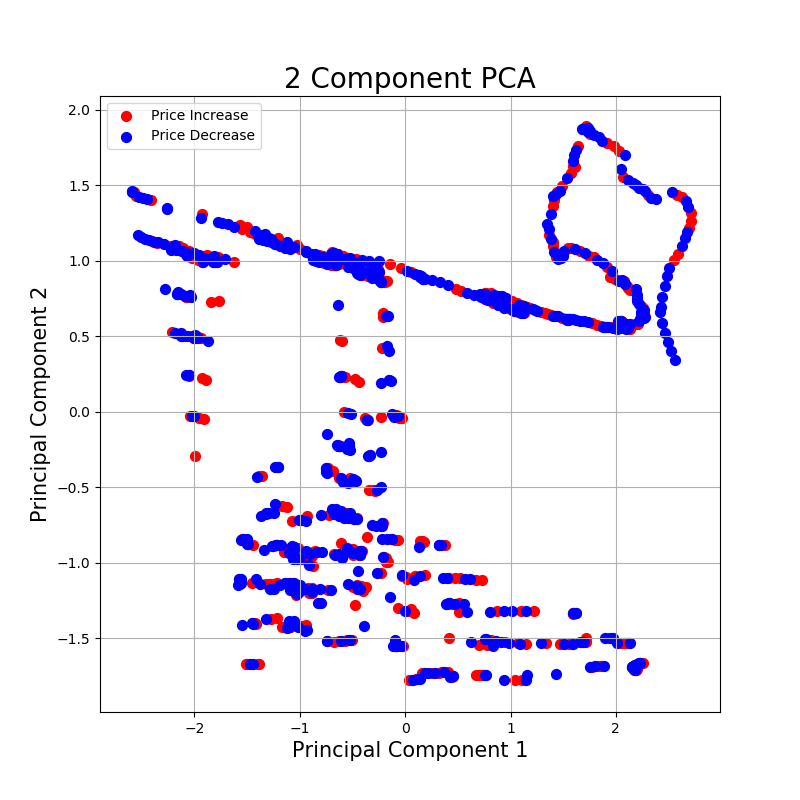 2 Component PCA
Price Increase
Price Decrease
2.0
1.5
1.0
0.5
0.0
−0.5
−1.0
−1.5
Principal Component 2
−2
−1
0
1
2
Principal Component 1